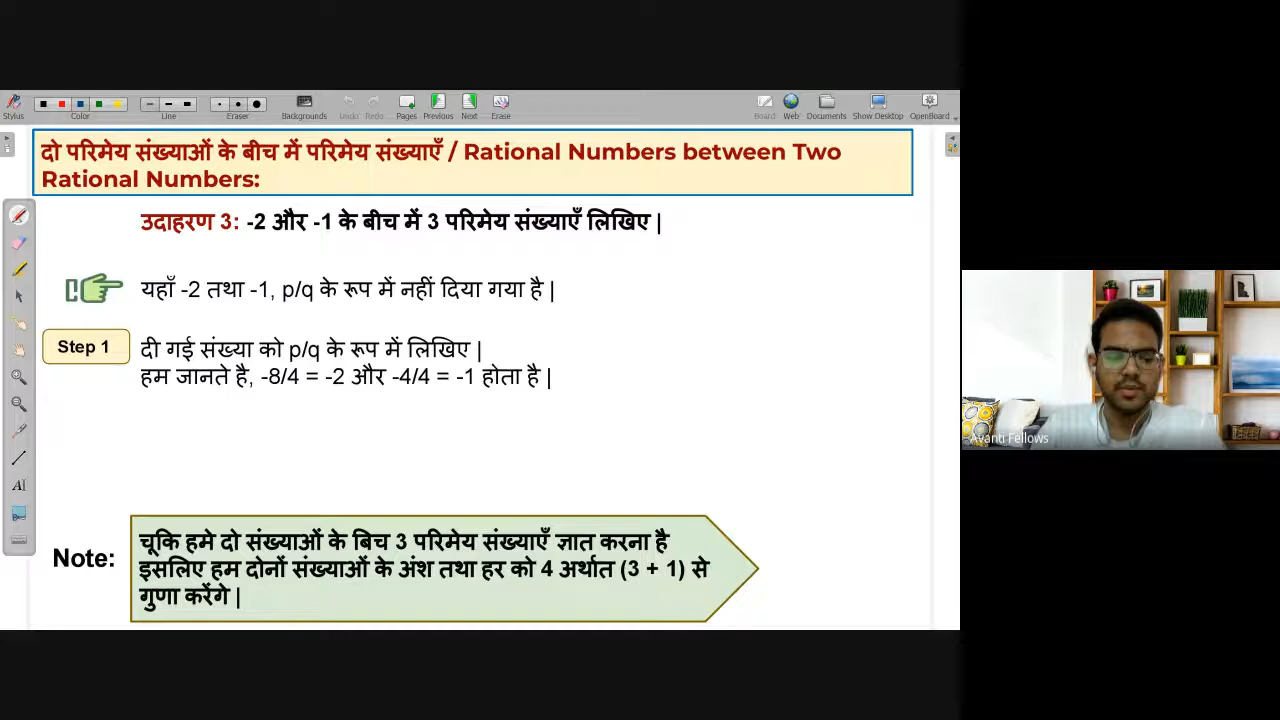 Stylus
Color
Line
Eraser
Backgrounds
Undo
Redo
Pages
Previous
Next
Erase
Board
Web
Documents
Show Desktop
OpenBoard
दो परिमेय संख्याओं के बीच में परिमेय संख्याएँ / Rational Numbers between Two
Rational Numbers:
उदाहरण 3: -2 और -1 के बीच में 3 परिमेय संख्याएँ लिखिए |
यहाँ -2 तथा -1, p/q के रूप में नहीं दिया गया है |
Step 1
दी गई संख्या को p/q के रूप में लिखिए |
हम जानते है, -8/4 = -2 और -4/4 = -1 होता है |
Note:
चूकि हमे दो संख्याओं के बिच 3 परिमेय संख्याएँ ज्ञात करना है
इसलिए हम दोनों संख्याओं के अंश तथा हर को 4 अर्थात (3 + 1) से
गुणा करेंगे |
Avanti Fellows